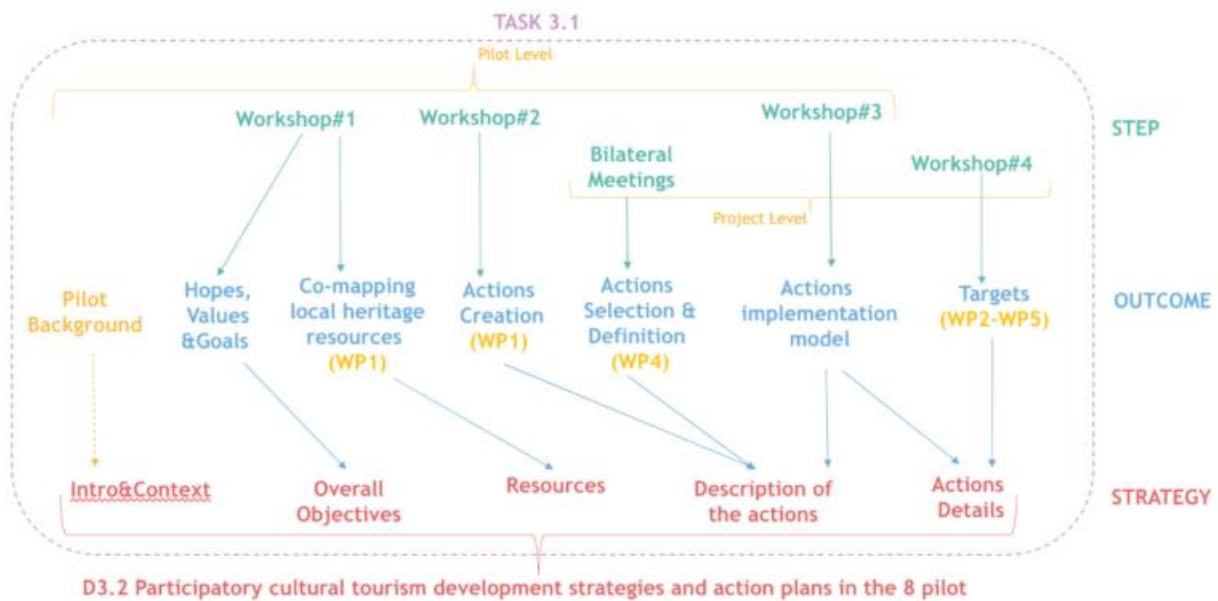 TASK 3.1
Pilot Level
Workshop#1
Workshop#2
Workshop#3
STEP
Bilateral
Meetings
Workshop#4
Project Level
Pilot
Background
Hopes,
Values
&Goals
Co-mapping
local heritage
resources
(WP1)
Actions
Creation
(WP1)
Actions
Selection &
Definition
(WP4)
Actions
implementation
model
Targets
(WP2-WP5)
OUTCOME
Intro&Context
Overall
Objectives
Resources
Description of
the actions
Actions
Details
STRATEGY
D3.2 Participatory cultural tourism development strategies and action plans in the 8 pilot